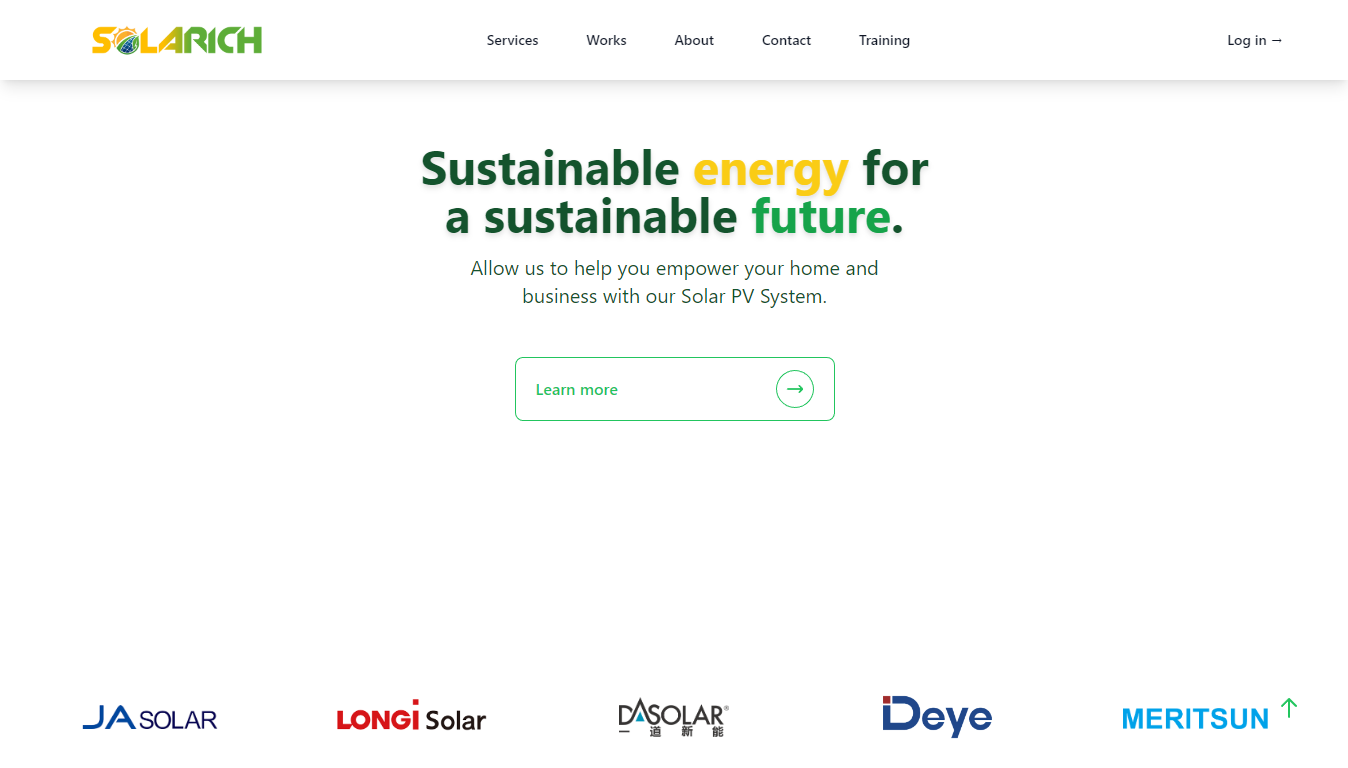 SOLARICH
Services Works About Contact Training Log in →
Sustainable energy for
a sustainable future.
Allow us to help you empower your home and
business with our Solar PV System.
Learn more
JA SOLAR
LONGi Solar
DASOLAR®
一道新能
Deye
MERITSUN